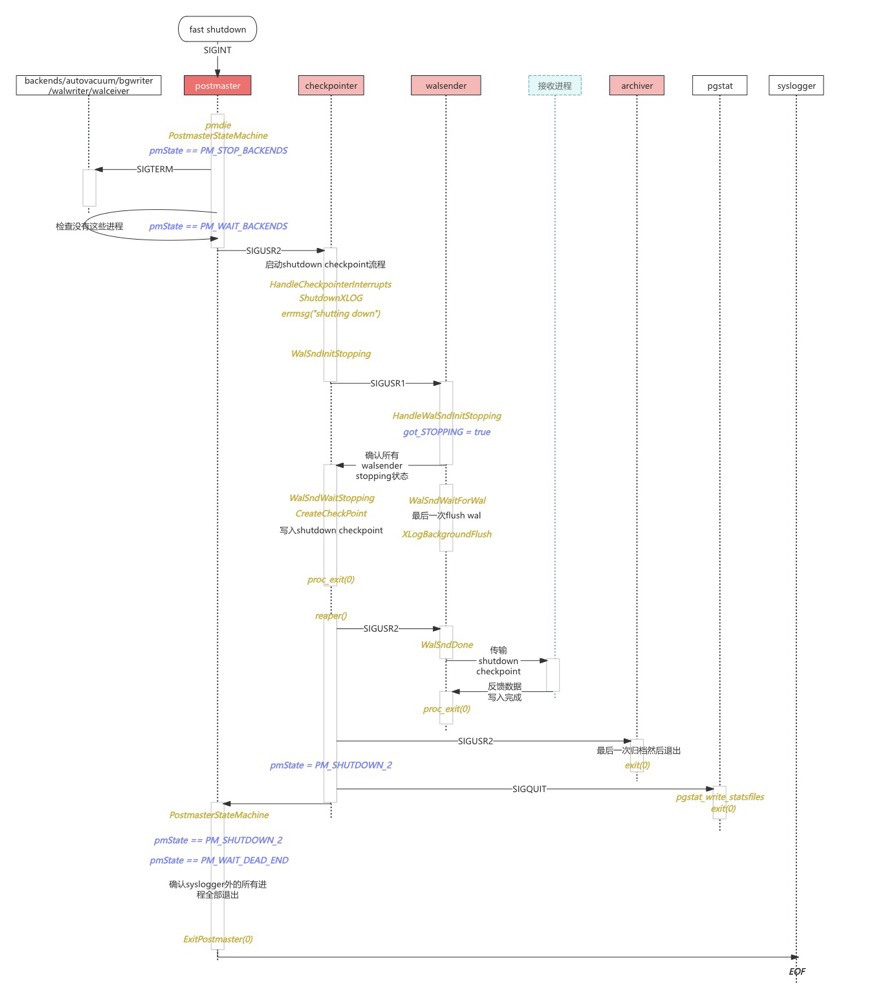 fast shutdown
SIGINT
backends/autovacuum/bgwriter
/walwriter/walceiver
postmaster
checkpointer
walsender
接收进程
archiver
pgstat
syslogger
pmdie
PostmasterStateMachine
pmState == PM_STOP_BACKENDS
SIGTERM
检查没有这些进程
pmState == PM_WAIT_BACKENDS
SIGUSR2
启动shutdown checkpoint流程
HandleCheckpointerInterrupts
ShutdownXLOG
errmsg("shutting down")
WalSndInitStopping
SIGUSR1
HandleWalSndInitStopping
got_STOPPING = true
确认所有
walsender
stopping状态
WalSndWaitStopping
WalSndWaitForWal
CreateCheckPoint
最后一次flush wal
写入shutdown checkpoint
XLogBackgroundFlush
proc_exit(0)
reaper()
SIGUSR2
WalSndDone
传输
shutdown
checkpoint
反馈数据
写入完成
proc_exit(0)
SIGUSR2
最后一次归档然后退出
pmState = PM_SHUTDOWN_2
exit(0)
SIGQUIT
pgstat_write_statsfiles
exit(0)
PostmasterStateMachine
pmState == PM_SHUTDOWN_2
pmState == PM_WAIT_DEAD_END
确认syslogger外的所有进
程全部退出
ExitPostmaster(0)
EOF